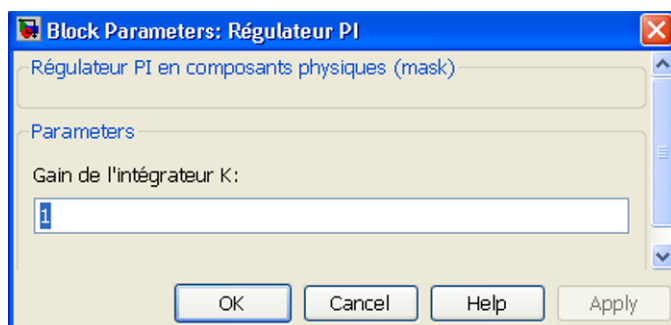 Block Parameters: Régulateur PI
Régulateur PI en composants physiques (mask)
Parameters
Gain de l'intégrateur K:
1
OK Cancel Help Apply